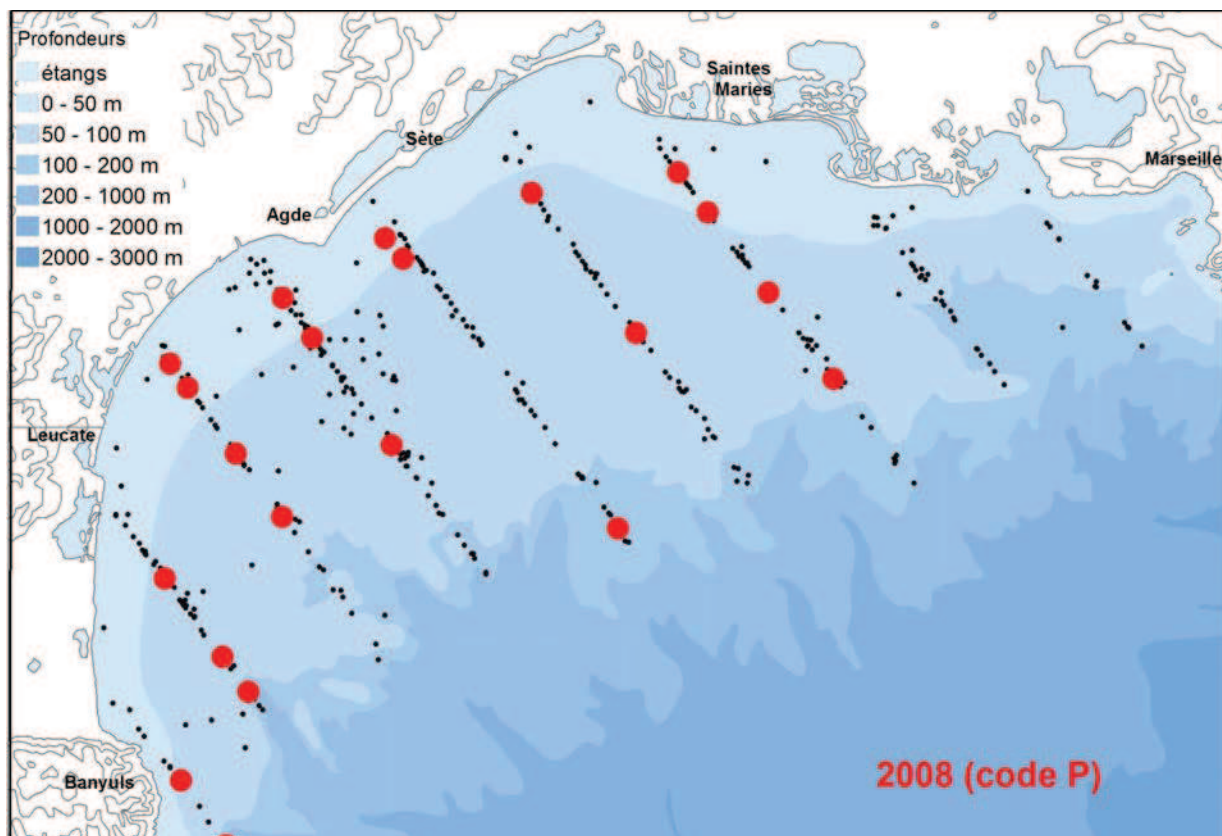 Profondeurs
étangs
0 - 50 m
50 - 100 m
100 - 200 m
200 - 1000 m
1000 - 2000 m
2000 - 3000 m
Saintes
Maries
Sète
Marseille
Agde
Leucate
Banyuls
2008 (code P)